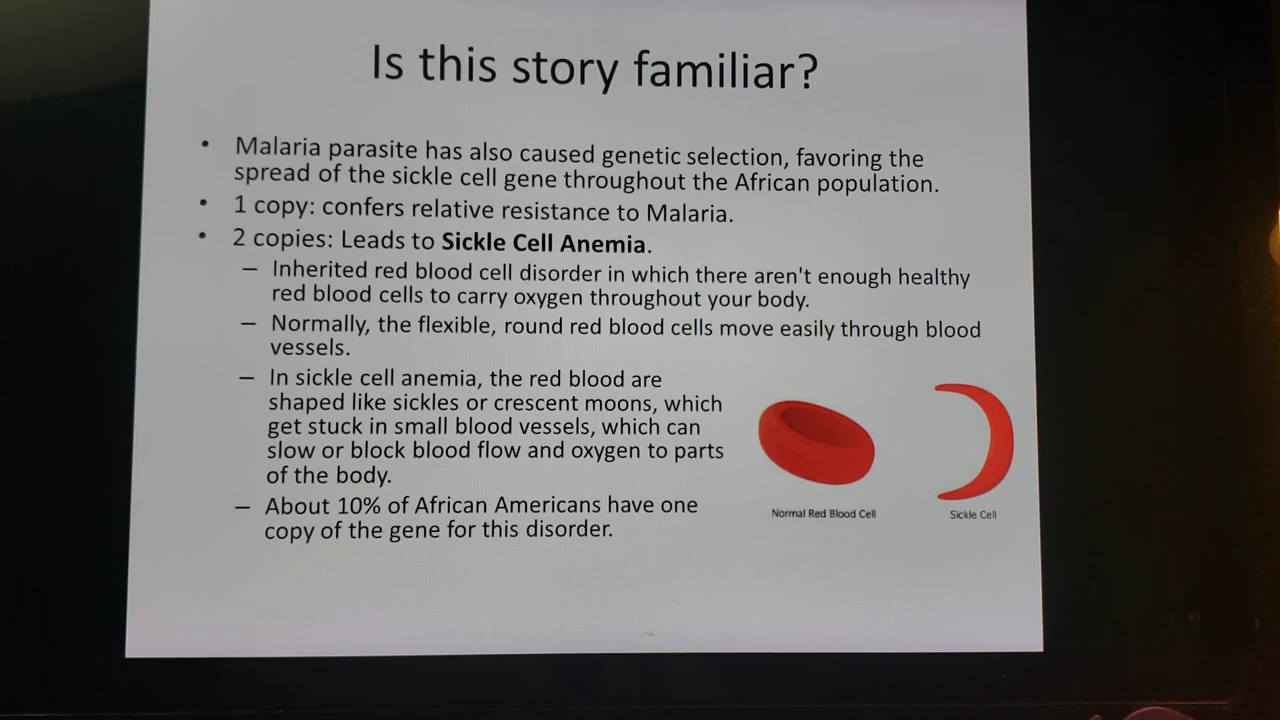 Is this story familiar?
• Malaria parasite has also caused genetic selection, favoring the
spread of the sickle cell gene throughout the African population.
• 1 copy: confers relative resistance to Malaria.
• 2 copies: Leads to Sickle Cell Anemia.
– Inherited red blood cell disorder in which there aren't enough healthy
red blood cells to carry oxygen throughout your body.
– Normally, the flexible, round red blood cells move easily through blood
vessels.
– In sickle cell anemia, the red blood are
shaped like sickles or crescent moons, which
get stuck in small blood vessels, which can
slow or block blood flow and oxygen to parts
of the body.
– About 10% of African Americans have one
copy of the gene for this disorder.
Normal Red Blood Cell
Sickle Cell